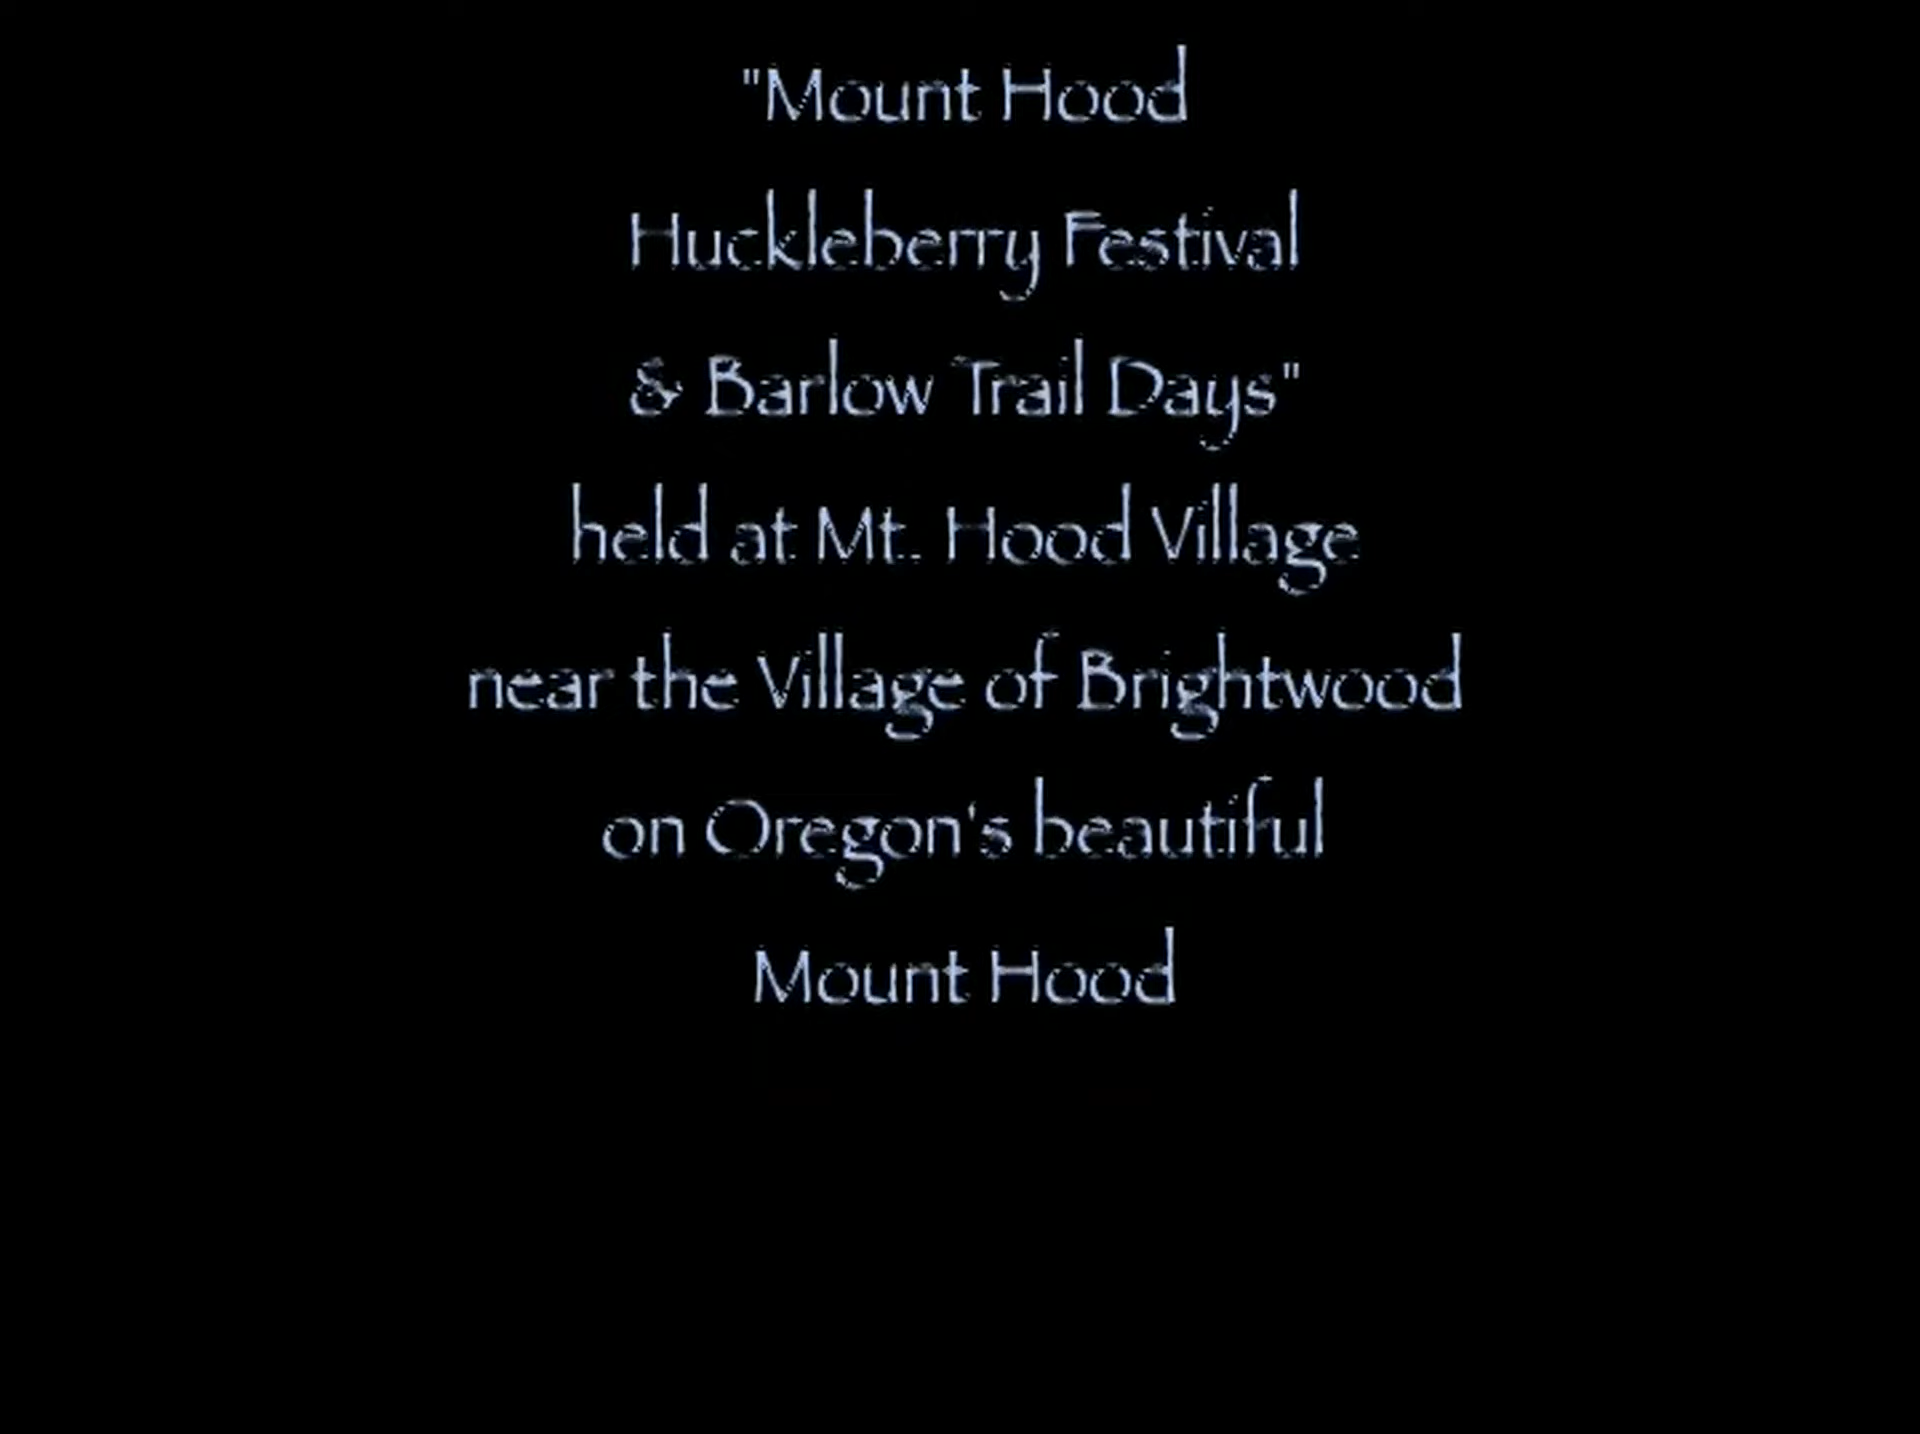 "Mount Hood
Huckleberry Festival
& Barlow Trail Days"
held at Mt. Hood Village
near the Village of Brightwood
on Oregon's beautiful
Mount Hood